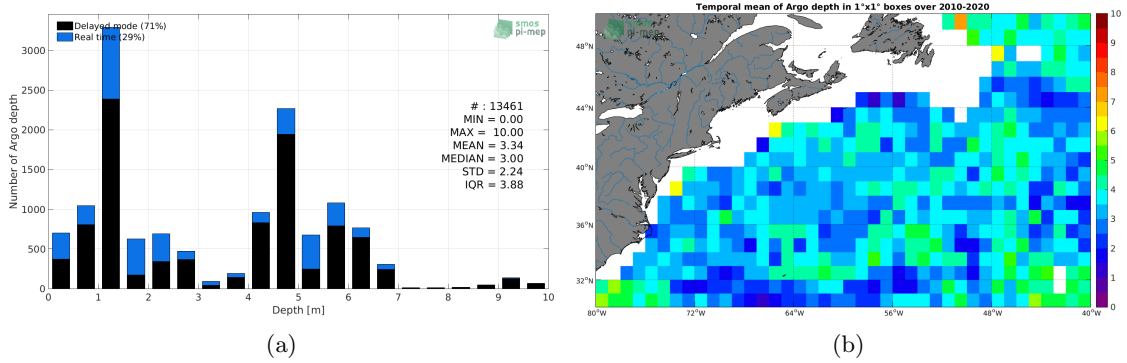 Delayed mode (71%)
Real time (29%)
smos
pi-mep
Number of Argo depth
3000
2500
2000
1500
1000
500
0
# : 13461
MIN = 0.00
MAX = 10.00
MEAN = 3.34
MEDIAN = 3.00
STD = 2.24
IQR = 3.88
0 1 2 3 4 5 6 7 8 9 10
Depth [m]
(a)
Temporal mean of Argo depth in 1°x1° boxes over 2010-2020
smos
pi-mep
48°N
44°N
40°N
36°N
32°N
80°W 72°W 64°W 56°W 48°W 40°W
10
9
8
7
6
5
4
3
2
1
0
(b)